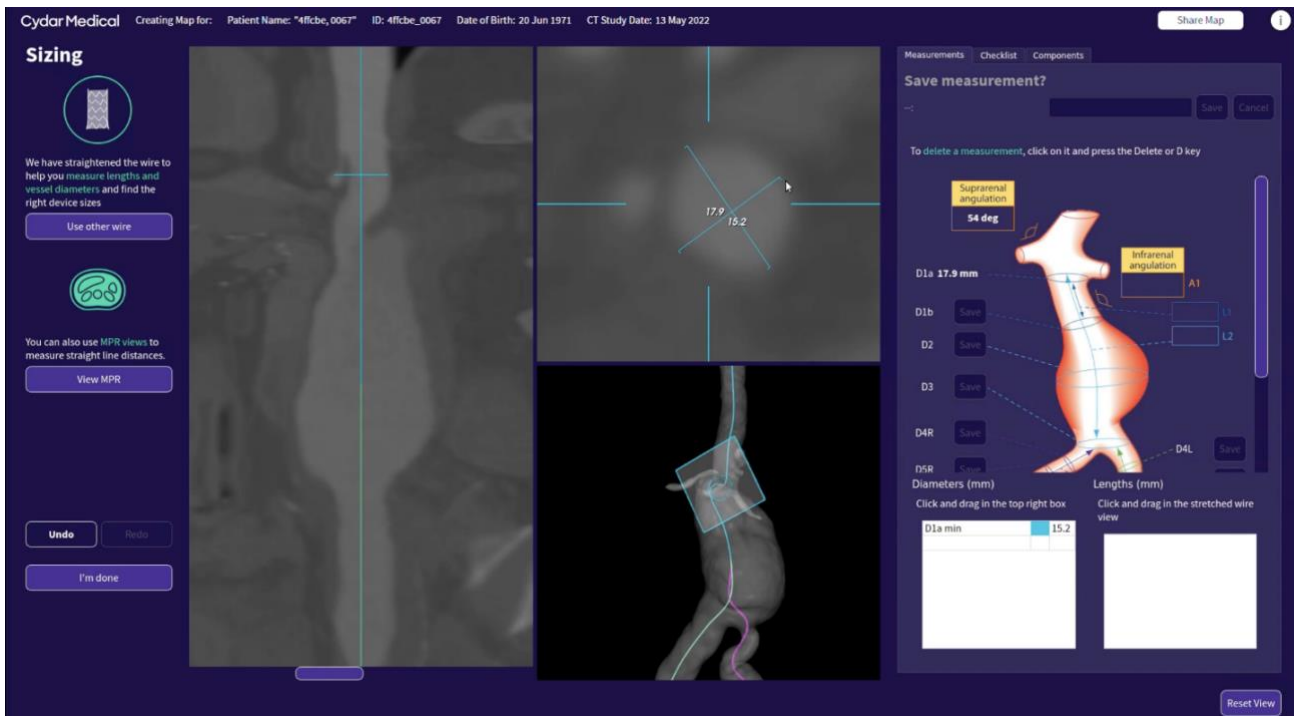 Cydar Medical Creating Map for: Patient Name: "4ffcbe, 0067" ID: 4ffcbe_0067 Date of Birth: 20 Jun 1971 CT Study Date: 13 May 2022 Share Map i
Sizing
We have straightened the wire to
help you measure lengths and
vessel diameters and find the
right device sizes
Use other wire
You can also use MPR views to
measure straight line distances.
View MPR
Undo Redo
I'm done
17.9
15.2
Measurements Checklist Components
Save measurement?
--: Save Cancel
To delete a measurement, click on it and press the Delete or D key
Suprarenal
angulation
54 deg
Infrarenal
angulation
A1
D1a 17.9 mm
D1b Save
L1
D2 Save
L2
D3 Save
D4R Save
D4L Save
D5R Save
Diameters (mm)
Click and drag in the top right box
D1a min 15.2
Lengths (mm)
Click and drag in the stretched wire
view
Reset View